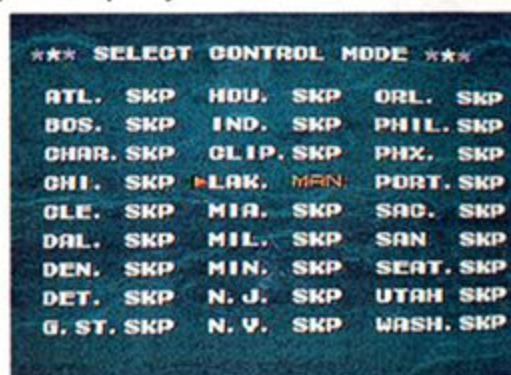 *** SELECT CONTROL MODE ***
ATL. SKP HOU. SKP ORL. SKP
BOS. SKP IND. SKP PHIL. SKP
CHAR. SKP CLIP. SKP PHX. SKP
CHI. SKP ▶LAK. MAN. PORT. SKP
CLE. SKP MIA. SKP SAC. SKP
DAL. SKP MIL. SKP SAN SKP
DEN. SKP MIN. SKP SEAT. SKP
DET. SKP N. J. SKP UTAH SKP
G. ST. SKP N. Y. SKP WASH. SKP